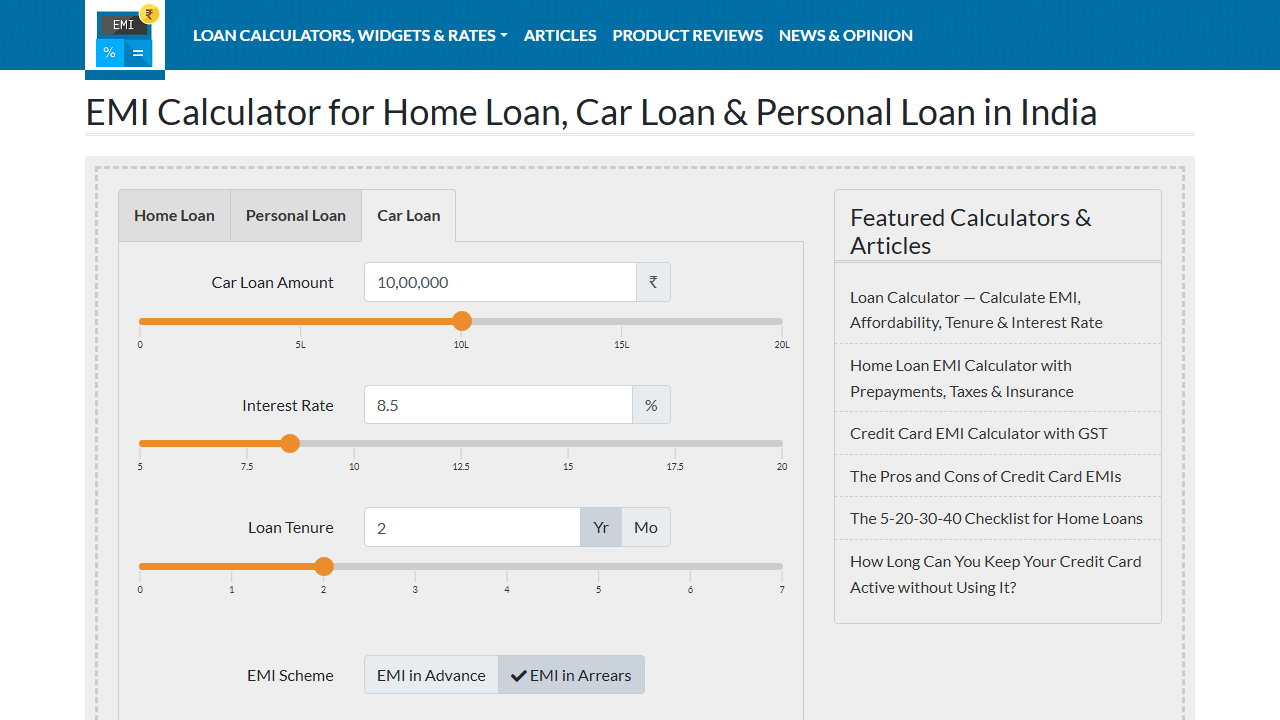 EMI ₹
% =
LOAN CALCULATORS, WIDGETS & RATES ARTICLES PRODUCT REVIEWS NEWS & OPINION
EMI Calculator for Home Loan, Car Loan & Personal Loan in India
Home Loan Personal Loan Car Loan
Car Loan Amount 10,00,000 ₹
0 5L 10L 15L 20L
Interest Rate 8.5 %
5 7.5 10 12.5 15 17.5 20
Loan Tenure 2 Yr Mo
0 1 2 3 4 5 6 7
EMI Scheme EMI in Advance EMI in Arrears
Featured Calculators &
Articles
Loan Calculator — Calculate EMI,
Affordability, Tenure & Interest Rate
Home Loan EMI Calculator with
Prepayments, Taxes & Insurance
Credit Card EMI Calculator with GST
The Pros and Cons of Credit Card EMIs
The 5-20-30-40 Checklist for Home Loans
How Long Can You Keep Your Credit Card
Active without Using It?